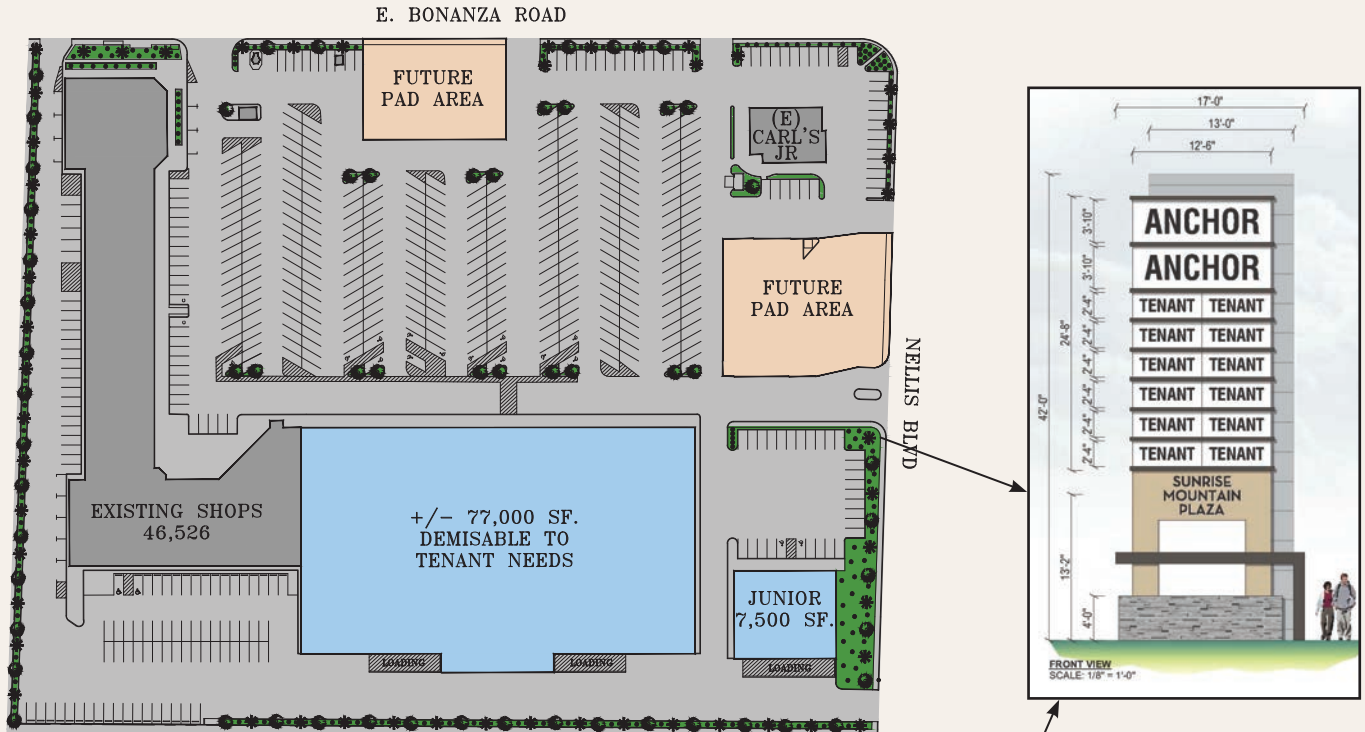 E. BONANZA ROAD
FUTURE
PAD AREA
(E)
CARL'S
JR
FUTURE
PAD AREA
NELLIS BLVD
EXISTING SHOPS
46,526
+/- 77,000 SF.
DEMISABLE TO
TENANT NEEDS
JUNIOR
7,500 SF.
LOADING
LOADING
LOADING
17'-0"
13'-0"
12'-6"
ANCHOR
ANCHOR
TENANT TENANT
TENANT TENANT
TENANT TENANT
TENANT TENANT
TENANT TENANT
TENANT TENANT
SUNRISE
MOUNTAIN
PLAZA
3'-10"
3'-10"
2'-4"
2'-4"
2'-4"
2'-4"
2'-4"
2'-4"
24'-8"
42'-0"
13'-2"
4'-0"
FRONT VIEW
SCALE: 1/8" = 1'-0"